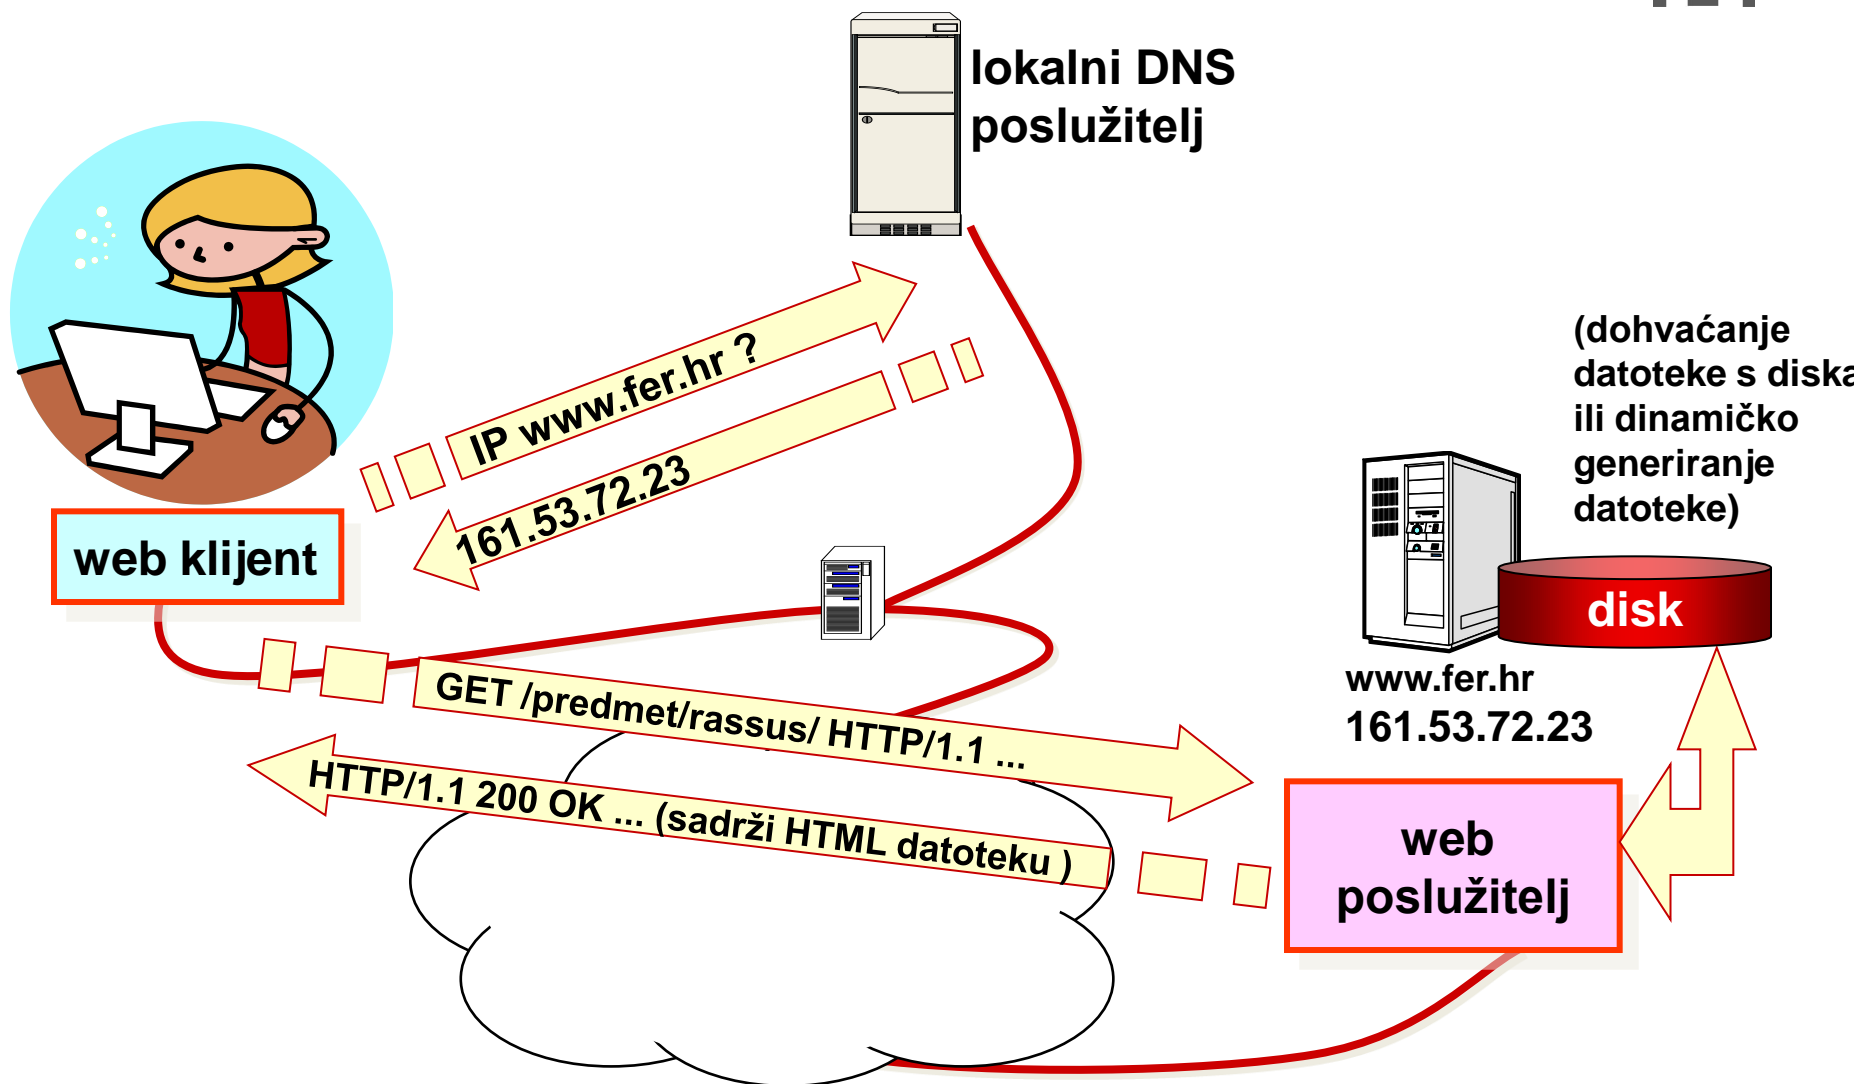 lokalni DNS
poslužitelj
IP www.fer.hr ?
161.53.72.23
web klijent
(dohvaćanje
datoteke s diska
ili dinamičko
generiranje
datoteke)
disk
www.fer.hr
161.53.72.23
GET /predmet/rassus/ HTTP/1.1 ...
HTTP/1.1 200 OK ... (sadrži HTML datoteku )
web
poslužitelj